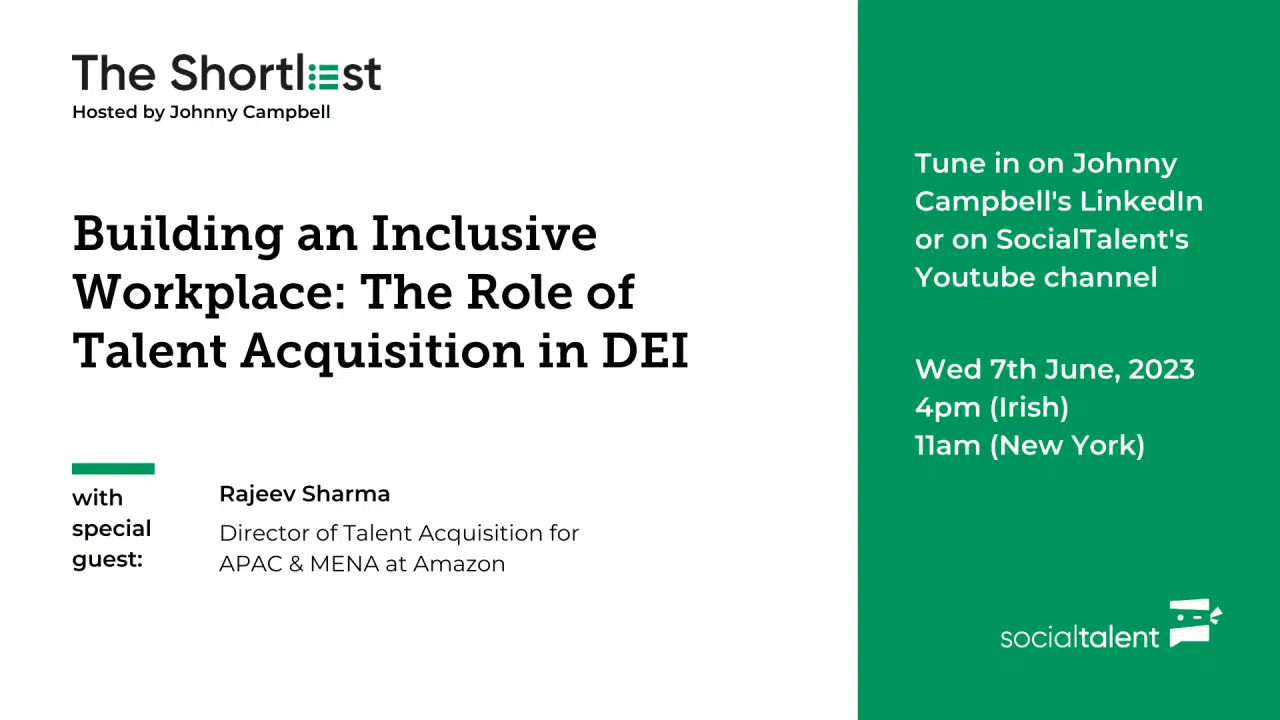 The Shortlist
Hosted by Johnny Campbell
Building an Inclusive
Workplace: The Role of
Talent Acquisition in DEI
with
special
guest:
Rajeev Sharma
Director of Talent Acquisition for
APAC & MENA at Amazon
Tune in on Johnny
Campbell's LinkedIn
or on SocialTalent's
Youtube channel
Wed 7th June, 2023
4pm (Irish)
11am (New York)
socialtalent